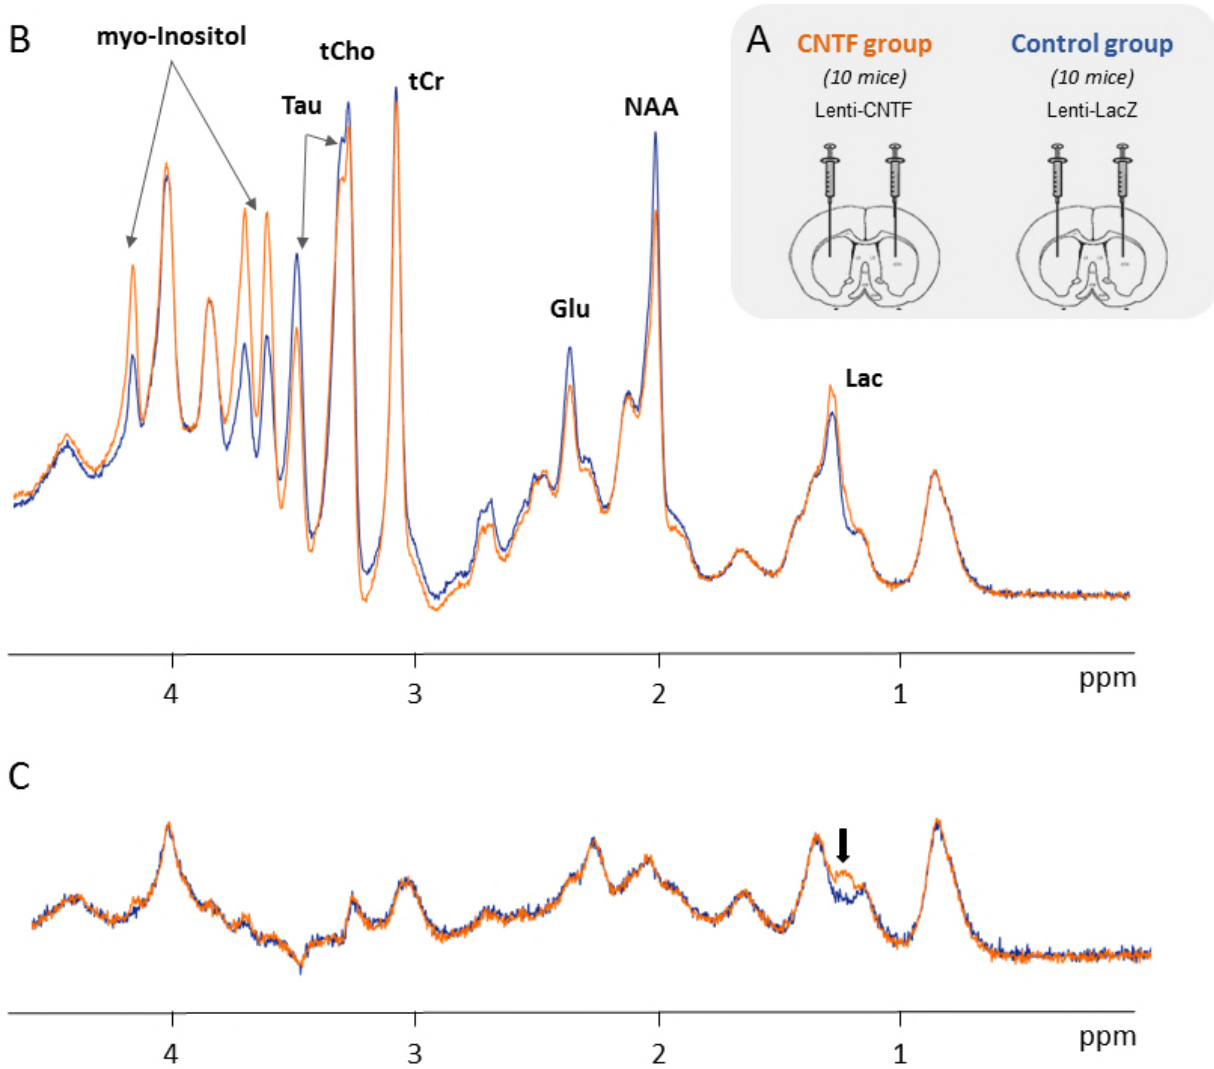 B
myo-Inositol
tCho
tCr
Tau
NAA
Glu
Lac
4
3
2
1
ppm
A
CNTF group
Control group
(10 mice)
(10 mice)
Lenti-CNTF
Lenti-LacZ
C
4
3
2
1
ppm